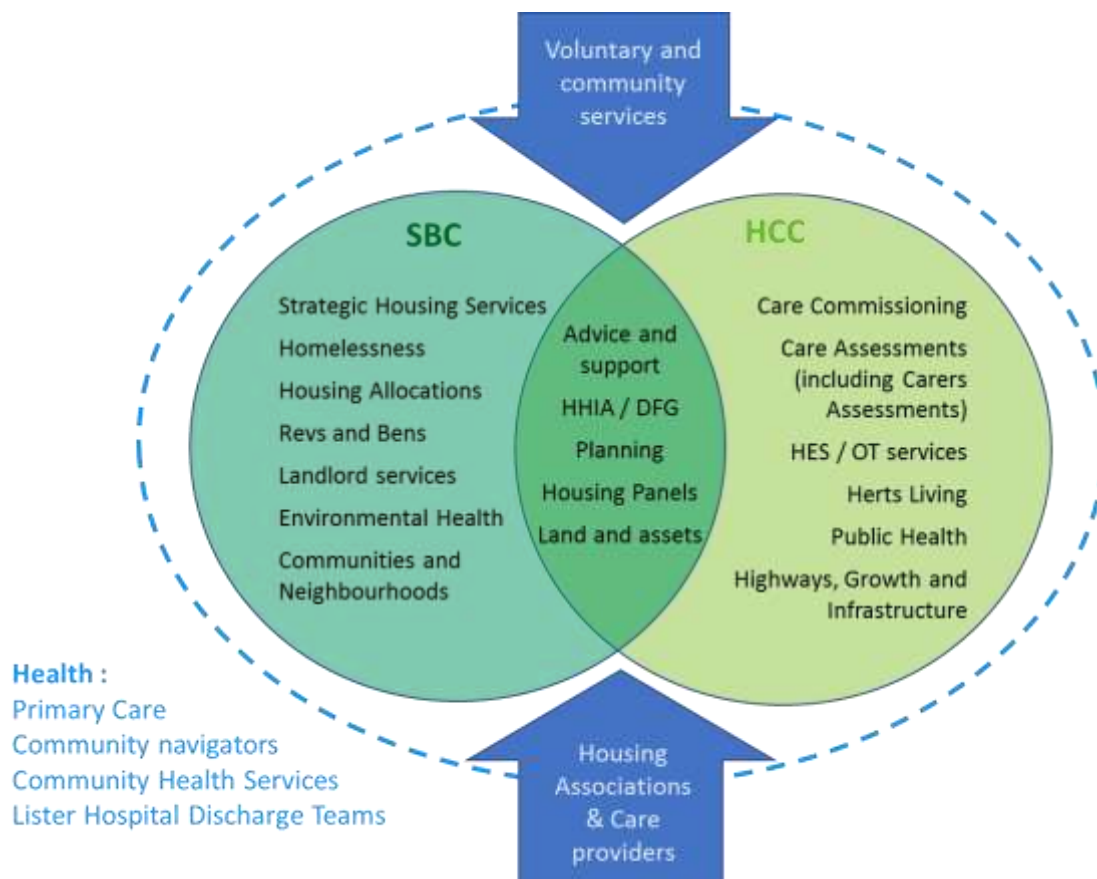 Voluntary and
community
services
SBC
Strategic Housing Services
Homelessness
Housing Allocations
Revs and Bens
Landlord services
Environmental Health
Communities and
Neighbourhoods
Advice and
support
HHIA / DFG
Planning
Housing Panels
Land and assets
HCC
Care Commissioning
Care Assessments
(including Carers
Assessments)
HES / OT services
Herts Living
Public Health
Highways, Growth and
Infrastructure
Health :
Primary Care
Community navigators
Community Health Services
Lister Hospital Discharge Teams
Housing
Associations
& Care
providers